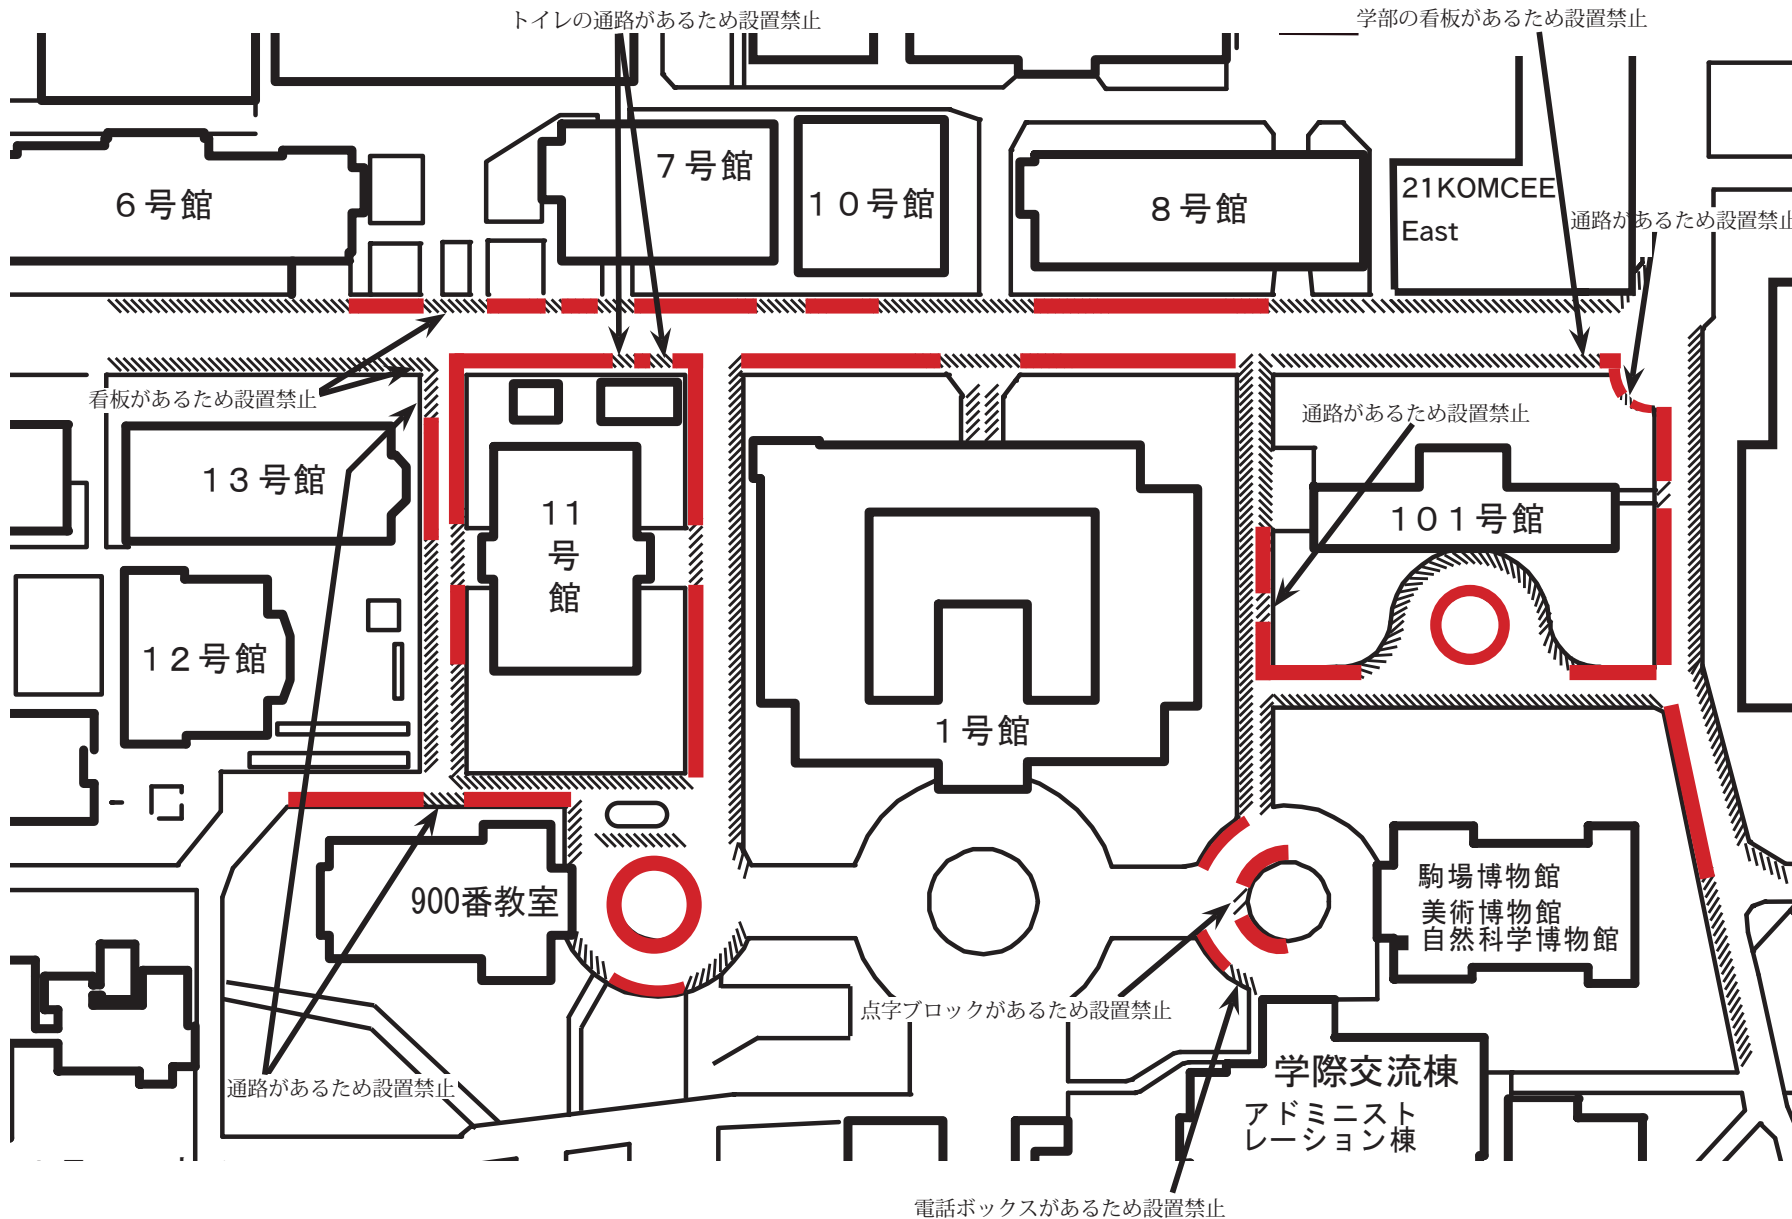 トイレの通路があるため設置禁止
学部の看板があるため設置禁止
7号館
6号館
10号館
8号館
21KOMCEE
East
通路があるため設置禁止
看板があるため設置禁止
通路があるため設置禁止
13号館
11号館
101号館
12号館
1号館
900番教室
駒場博物館
美術博物館
自然科学博物館
点字ブロックがあるため設置禁止
学際交流棟
通路があるため設置禁止
アドミニスト
レーション棟
電話ボックスがあるため設置禁止